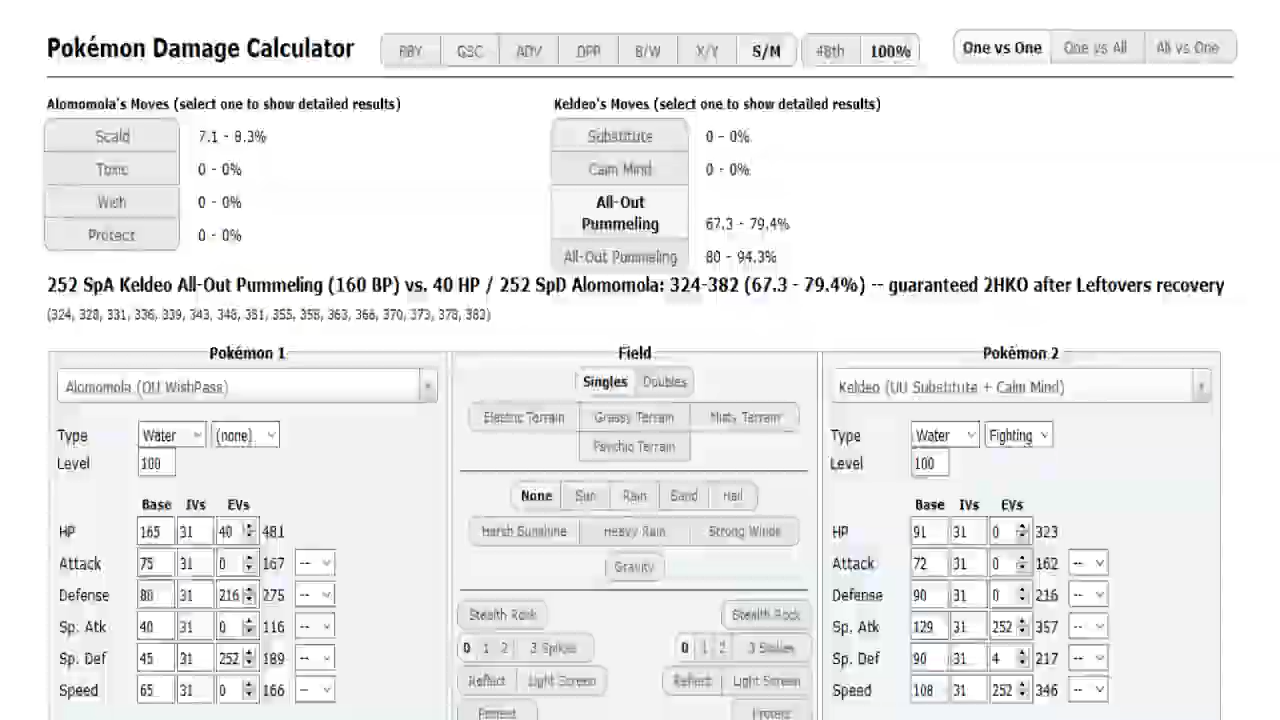 Pokémon Damage Calculator RBY GSC ADV DPP B/W X/Y S/M 48th 100% One vs One One vs All All vs One
Alomomola's Moves (select one to show detailed results) Keldeo's Moves (select one to show detailed results)
Scald 7.1 - 8.3% Substitute 0 - 0%
Toxic 0 - 0% Calm Mind 0 - 0%
Wish 0 - 0% All-Out
Pummeling 67.3 - 79.4%
Protect 0 - 0%
All-Out Pummeling 80 - 94.3%
252 SpA Keldeo All-Out Pummeling (160 BP) vs. 40 HP / 252 SpD Alomomola: 324-382 (67.3 - 79.4%) -- guaranteed 2HKO after Leftovers recovery
(324, 328, 331, 336, 339, 343, 348, 351, 355, 358, 363, 366, 370, 373, 378, 382)
Pokémon 1 Field Pokémon 2
Alomomola (OU WishPass) Singles Doubles Keldeo (UU Substitute + Calm Mind)
Electric Terrain Grassy Terrain Misty Terrain
Type Water (none) Psychic Terrain Type Water Fighting
Level 100 Level 100
None Sun Rain Sand Hail
Base IVs EVs Base IVs EVs
HP 165 31 40 481 Harsh Sunshine Heavy Rain Strong Winds HP 91 31 0 323
Attack 75 31 0 167 -- Gravity Attack 72 31 0 162 --
Defense 80 31 216 275 -- Defense 90 31 0 216 --
Stealth Rock Stealth Rock
Sp. Atk 40 31 0 116 -- Sp. Atk 129 31 252 357 --
0 1 2 3 Spikes 0 1 2 3 Spikes
Sp. Def 45 31 252 189 -- Sp. Def 90 31 4 217 --
Reflect Light Screen Reflect Light Screen
Speed 65 31 0 166 -- Speed 108 31 252 346 --
Protect Protect